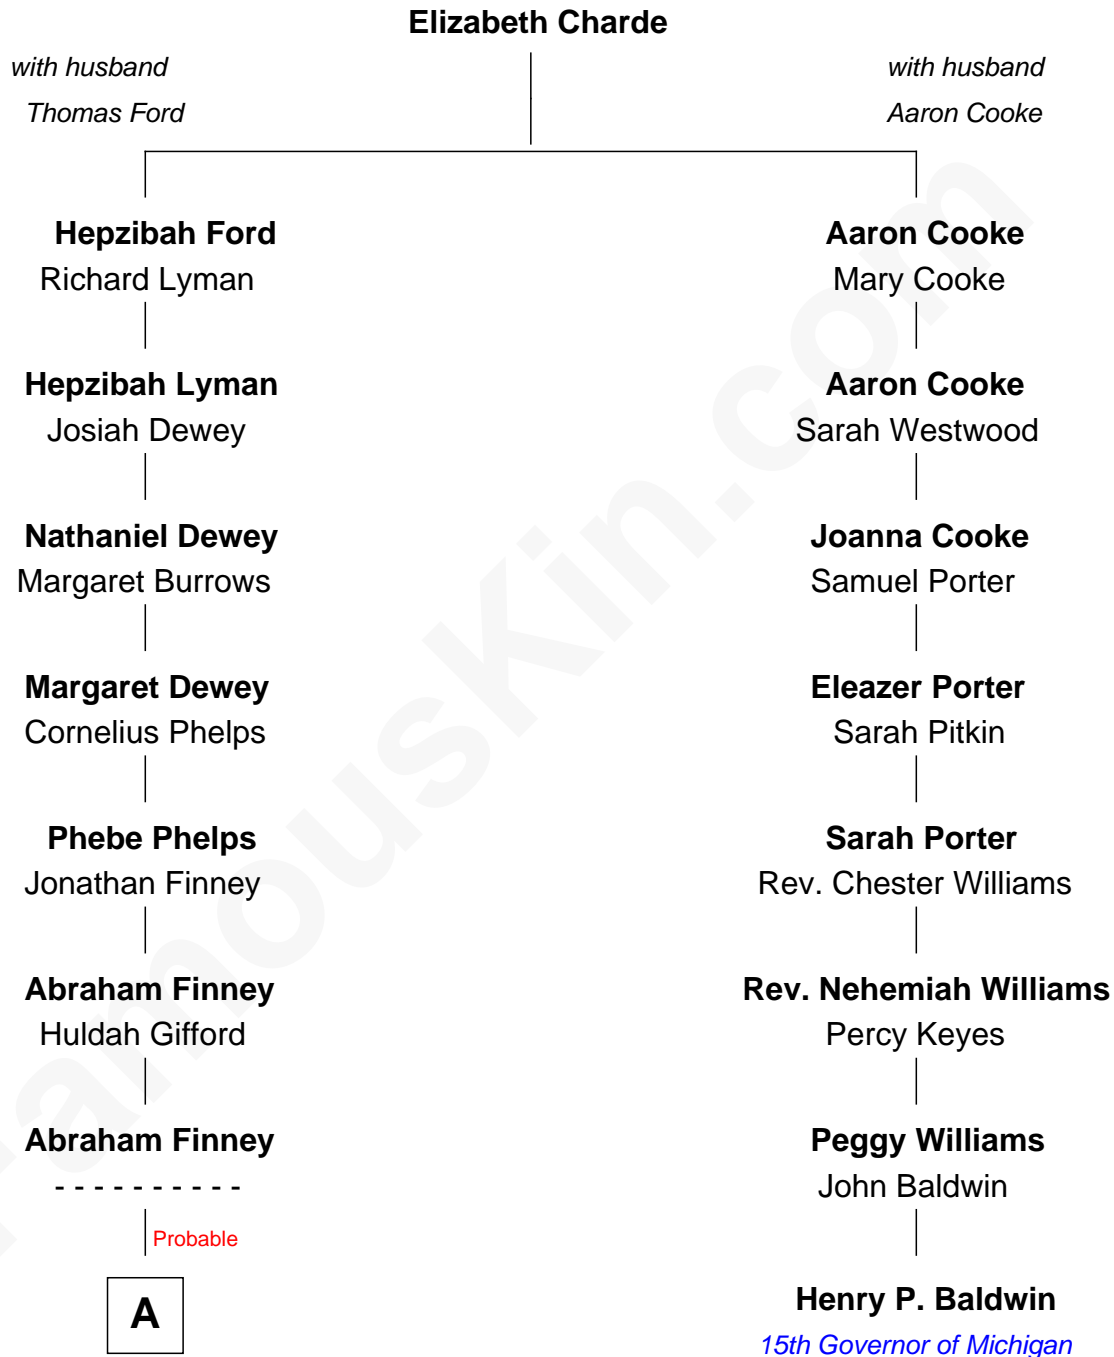 Elizabeth Charde
with husband
Thomas Ford
with husband
Aaron Cooke
Hepzibah Ford
Richard Lyman
Aaron Cooke
Mary Cooke
Hepzibah Lyman
Josiah Dewey
Aaron Cooke
Sarah Westwood
Nathaniel Dewey
Margaret Burrows
Joanna Cooke
Samuel Porter
Margaret Dewey
Cornelius Phelps
Eleazer Porter
Sarah Pitkin
Phebe Phelps
Jonathan Finney
Sarah Porter
Rev. Chester Williams
Abraham Finney
Huldah Gifford
Rev. Nehemiah Williams
Percy Keyes
Abraham Finney
- - - - - - - - - -
Probable
A
Peggy Williams
John Baldwin
Henry P. Baldwin
15th Governor of Michigan
FamousKin.com